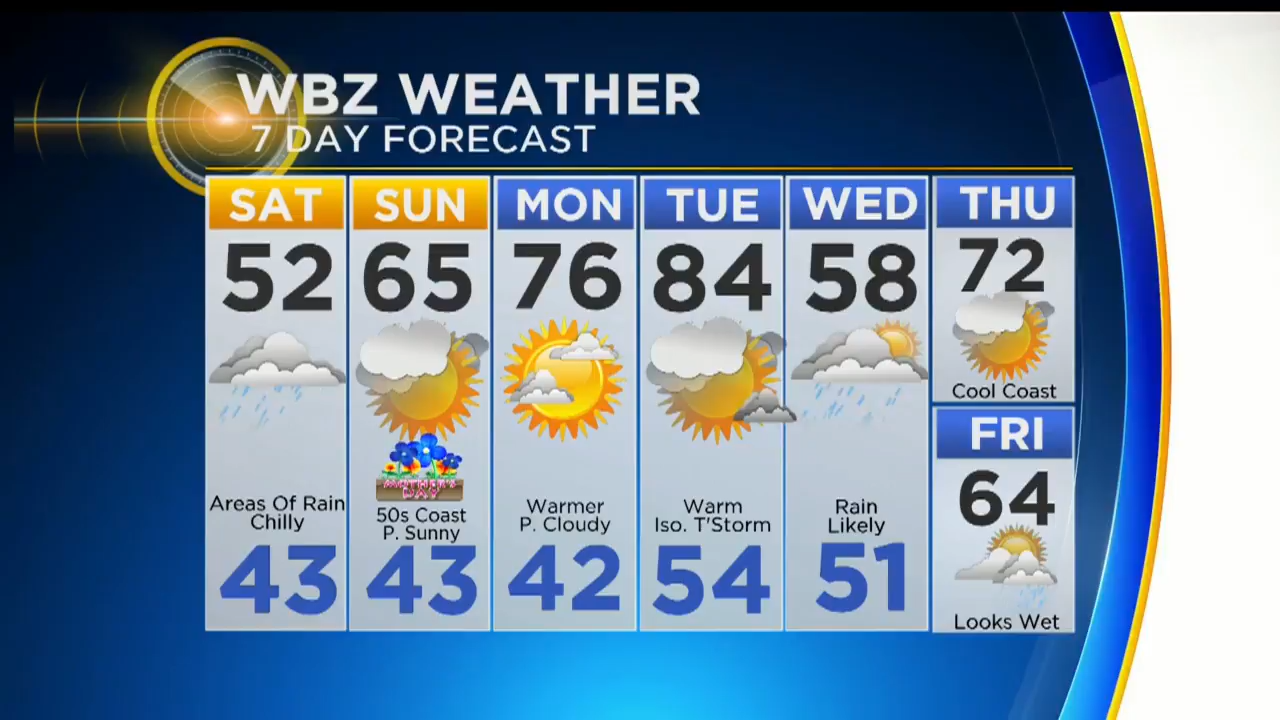 WBZ WEATHER
7 DAY FORECAST
SAT
52
Areas Of Rain
Chilly
43
SUN
65
MOTHER'S
DAY
50s Coast
P. Sunny
43
MON
76
Warmer
P. Cloudy
42
TUE
84
Warm
Iso. T'Storm
54
WED
58
Rain
Likely
51
THU
72
Cool Coast
FRI
64
Looks Wet